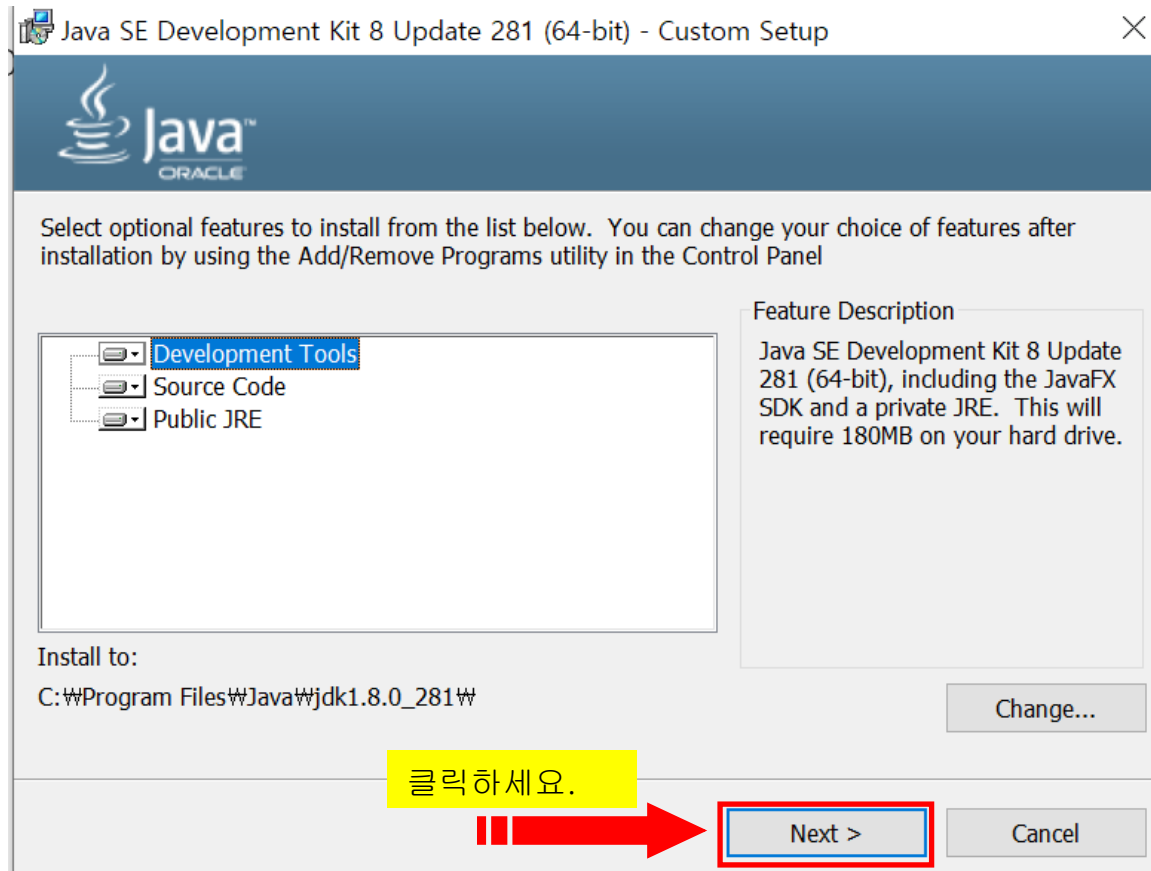 Java SE Development Kit 8 Update 281 (64-bit) - Custom Setup
Java™
ORACLE
Select optional features to install from the list below.  You can change your choice of features after
installation by using the Add/Remove Programs utility in the Control Panel
Development Tools
Source Code
Public JRE
Feature Description
Java SE Development Kit 8 Update
281 (64-bit), including the JavaFX
SDK and a private JRE.  This will
require 180MB on your hard drive.
Install to:
C:₩Program Files₩Java₩jdk1.8.0_281₩
Change...
클릭하세요.
Next >
Cancel